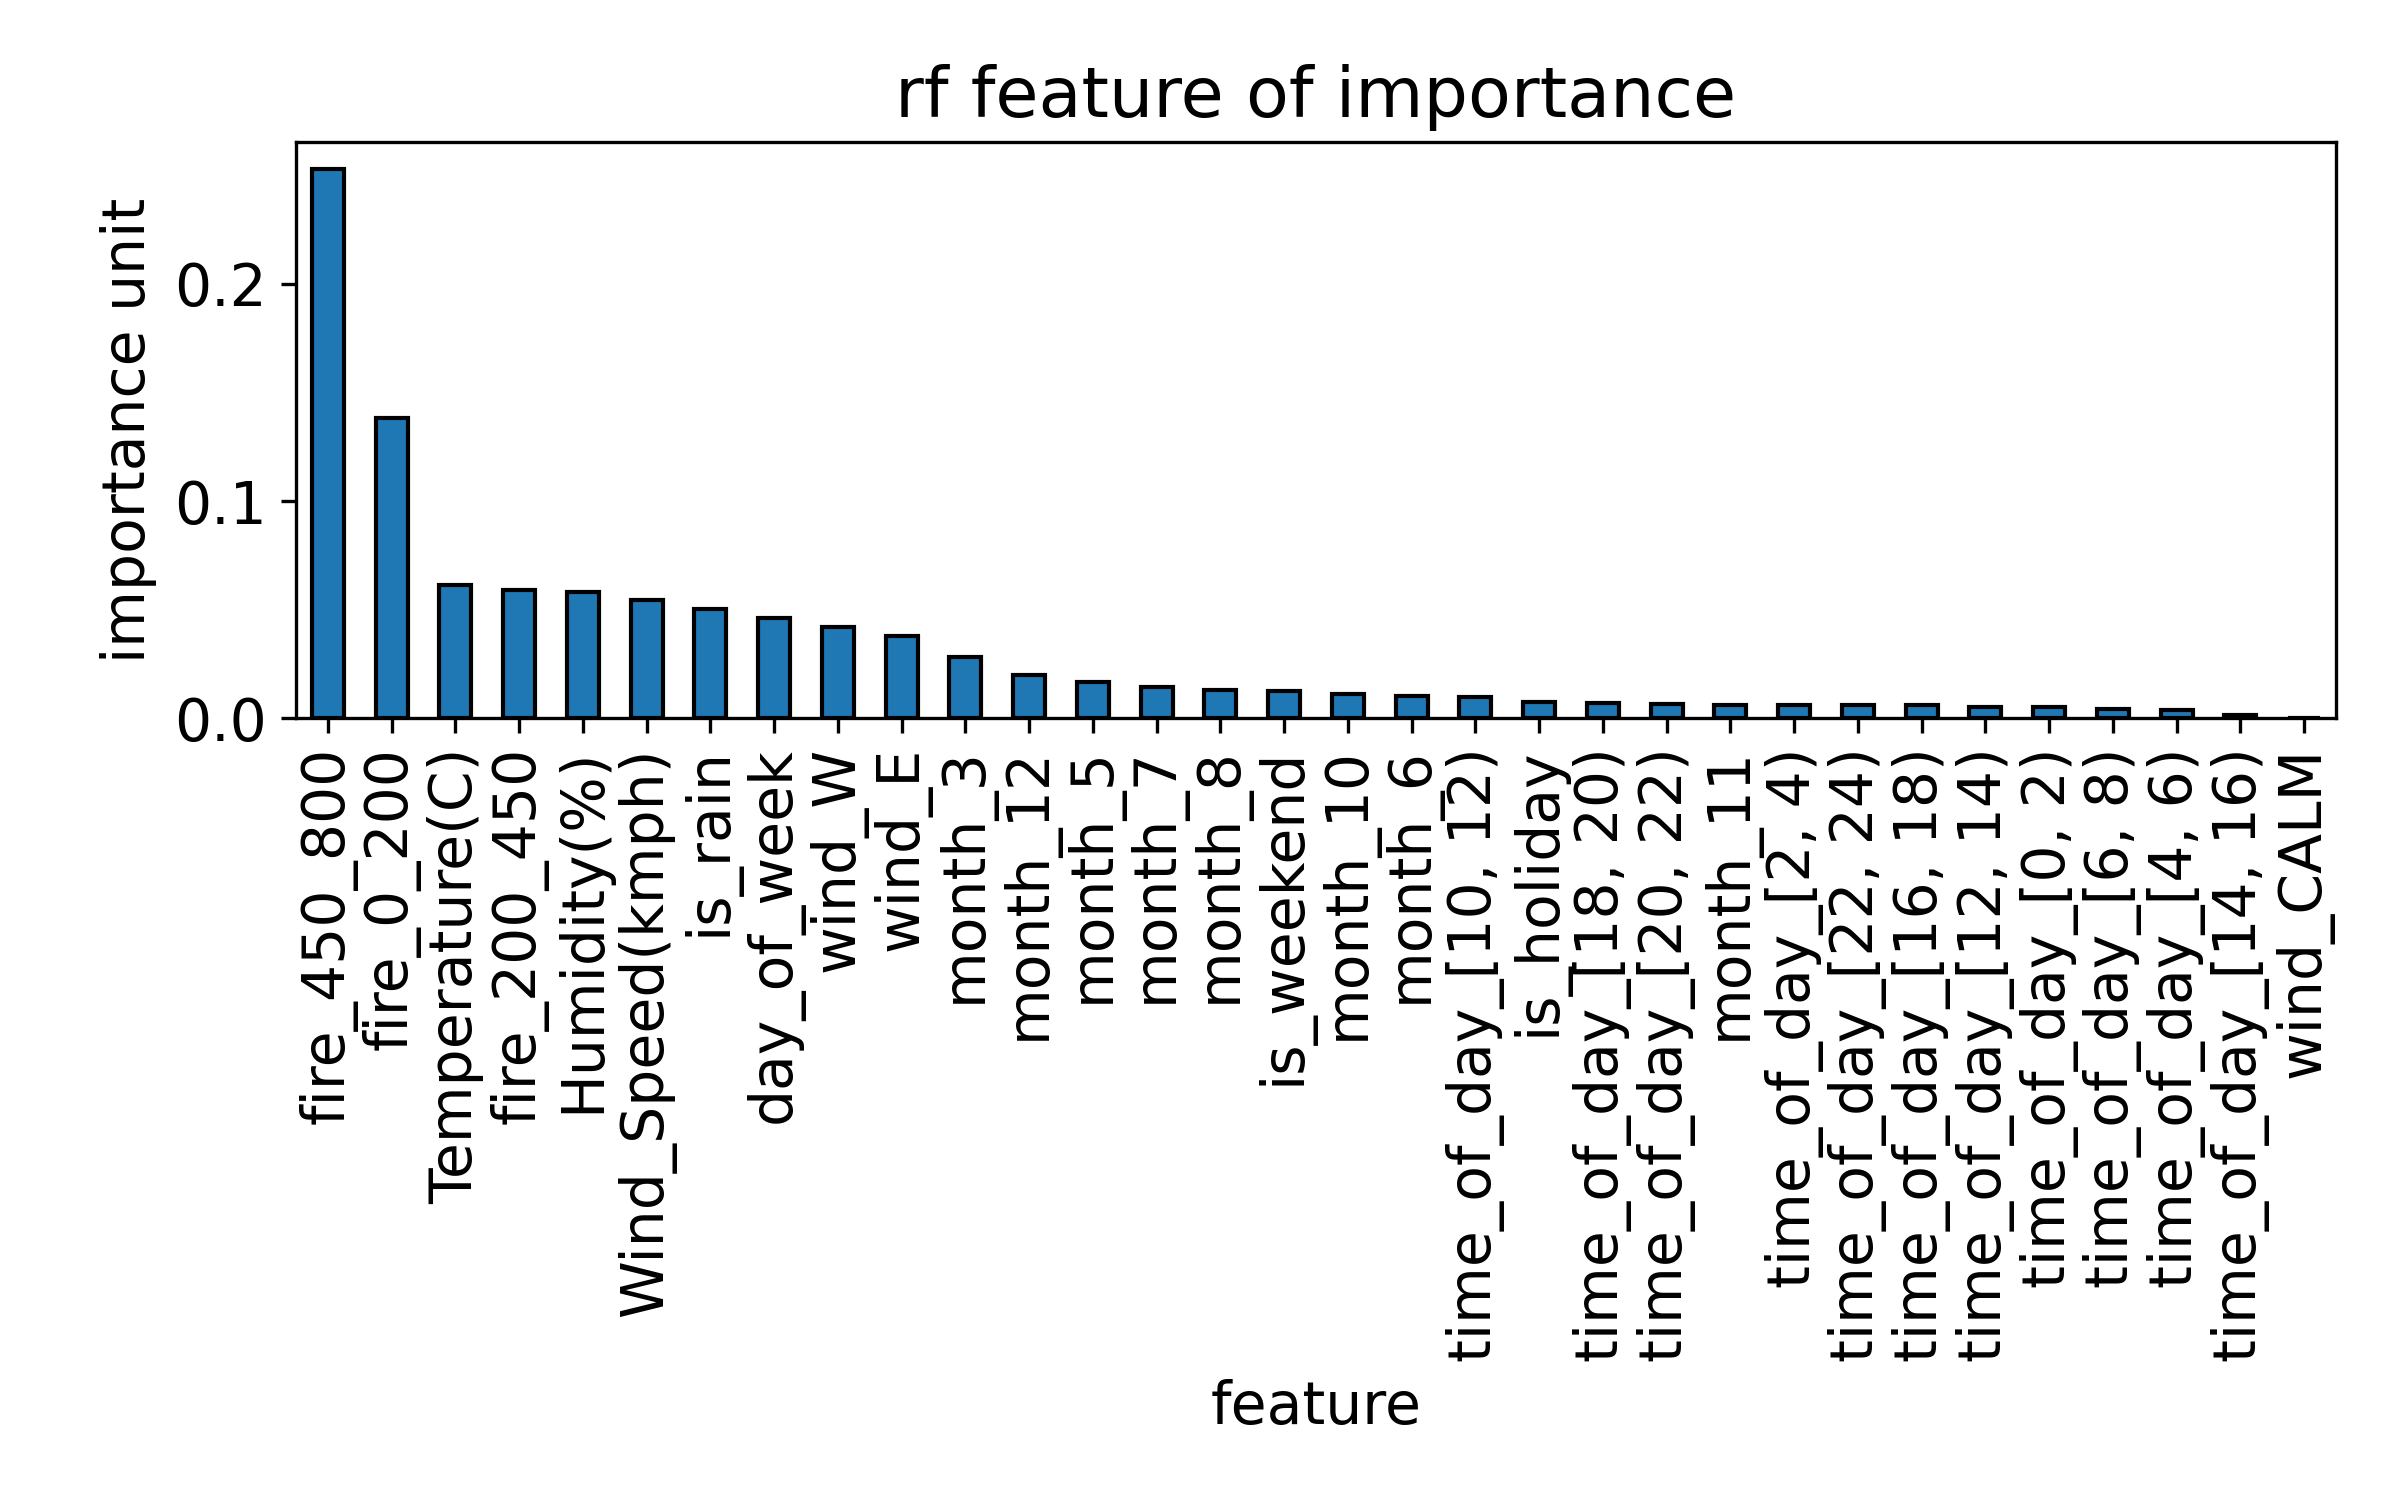 rf feature of importance
importance unit
0.2
0.1
0.0
fire_450_800
fire_0_200
Temperature(C)
fire_200_450
Humidity(%)
Wind_Speed(kmph)
is_rain
day_of_week
wind_W
wind_E
month_3
month_12
month_5
month_7
month_8
is_weekend
month_10
month_6
time_of_day_[10, 12)
is_holiday
time_of_day_[18, 20)
time_of_day_[20, 22)
month_11
time_of_day_[2, 4)
time_of_day_[22, 24)
time_of_day_[16, 18)
time_of_day_[12, 14)
time_of_day_[0, 2)
time_of_day_[6, 8)
time_of_day_[4, 6)
time_of_day_[14, 16)
wind_CALM
feature